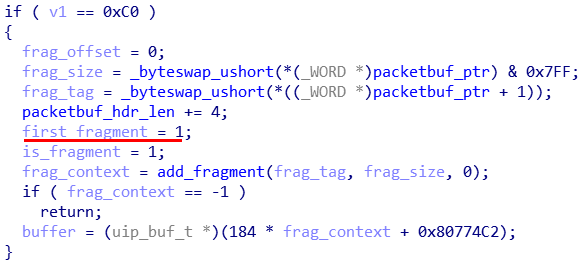 if ( v1 == 0xC0 )
{
frag_offset = 0;
frag_size = _byteswap_ushort(*(_WORD *)packetbuf_ptr) & 0x7FF;
frag_tag = _byteswap_ushort(*((_WORD *)packetbuf_ptr + 1));
packetbuf_hdr_len += 4;
first_fragment = 1;
is_fragment = 1;
frag_context = add_fragment(frag_tag, frag_size, 0);
if ( frag_context == -1 )
return;
buffer = (uip_buf_t *)(184 * frag_context + 0x80774C2);
}